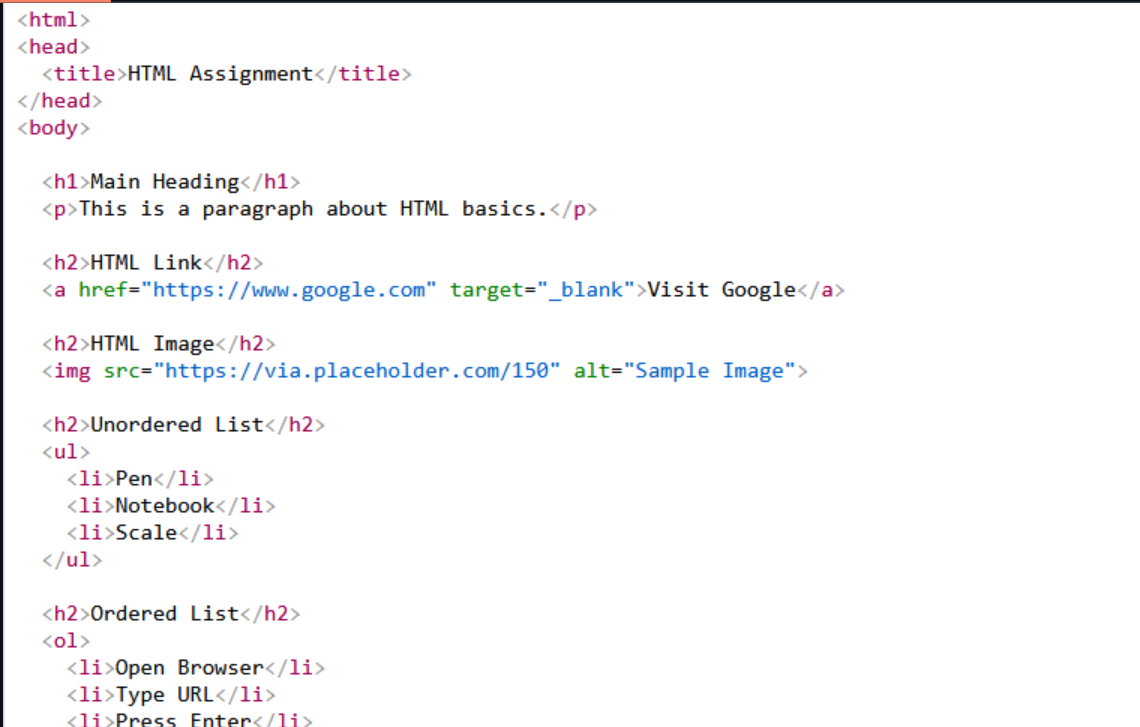 <html>
<head>
  <title>HTML Assignment</title>
</head>
<body>

  <h1>Main Heading</h1>
  <p>This is a paragraph about HTML basics.</p>

  <h2>HTML Link</h2>
  <a href="https://www.google.com" target="_blank">Visit Google</a>

  <h2>HTML Image</h2>
  <img src="https://via.placeholder.com/150" alt="Sample Image">

  <h2>Unordered List</h2>
  <ul>
    <li>Pen</li>
    <li>Notebook</li>
    <li>Scale</li>
  </ul>

  <h2>Ordered List</h2>
  <ol>
    <li>Open Browser</li>
    <li>Type URL</li>
    <li>Press Enter</li>